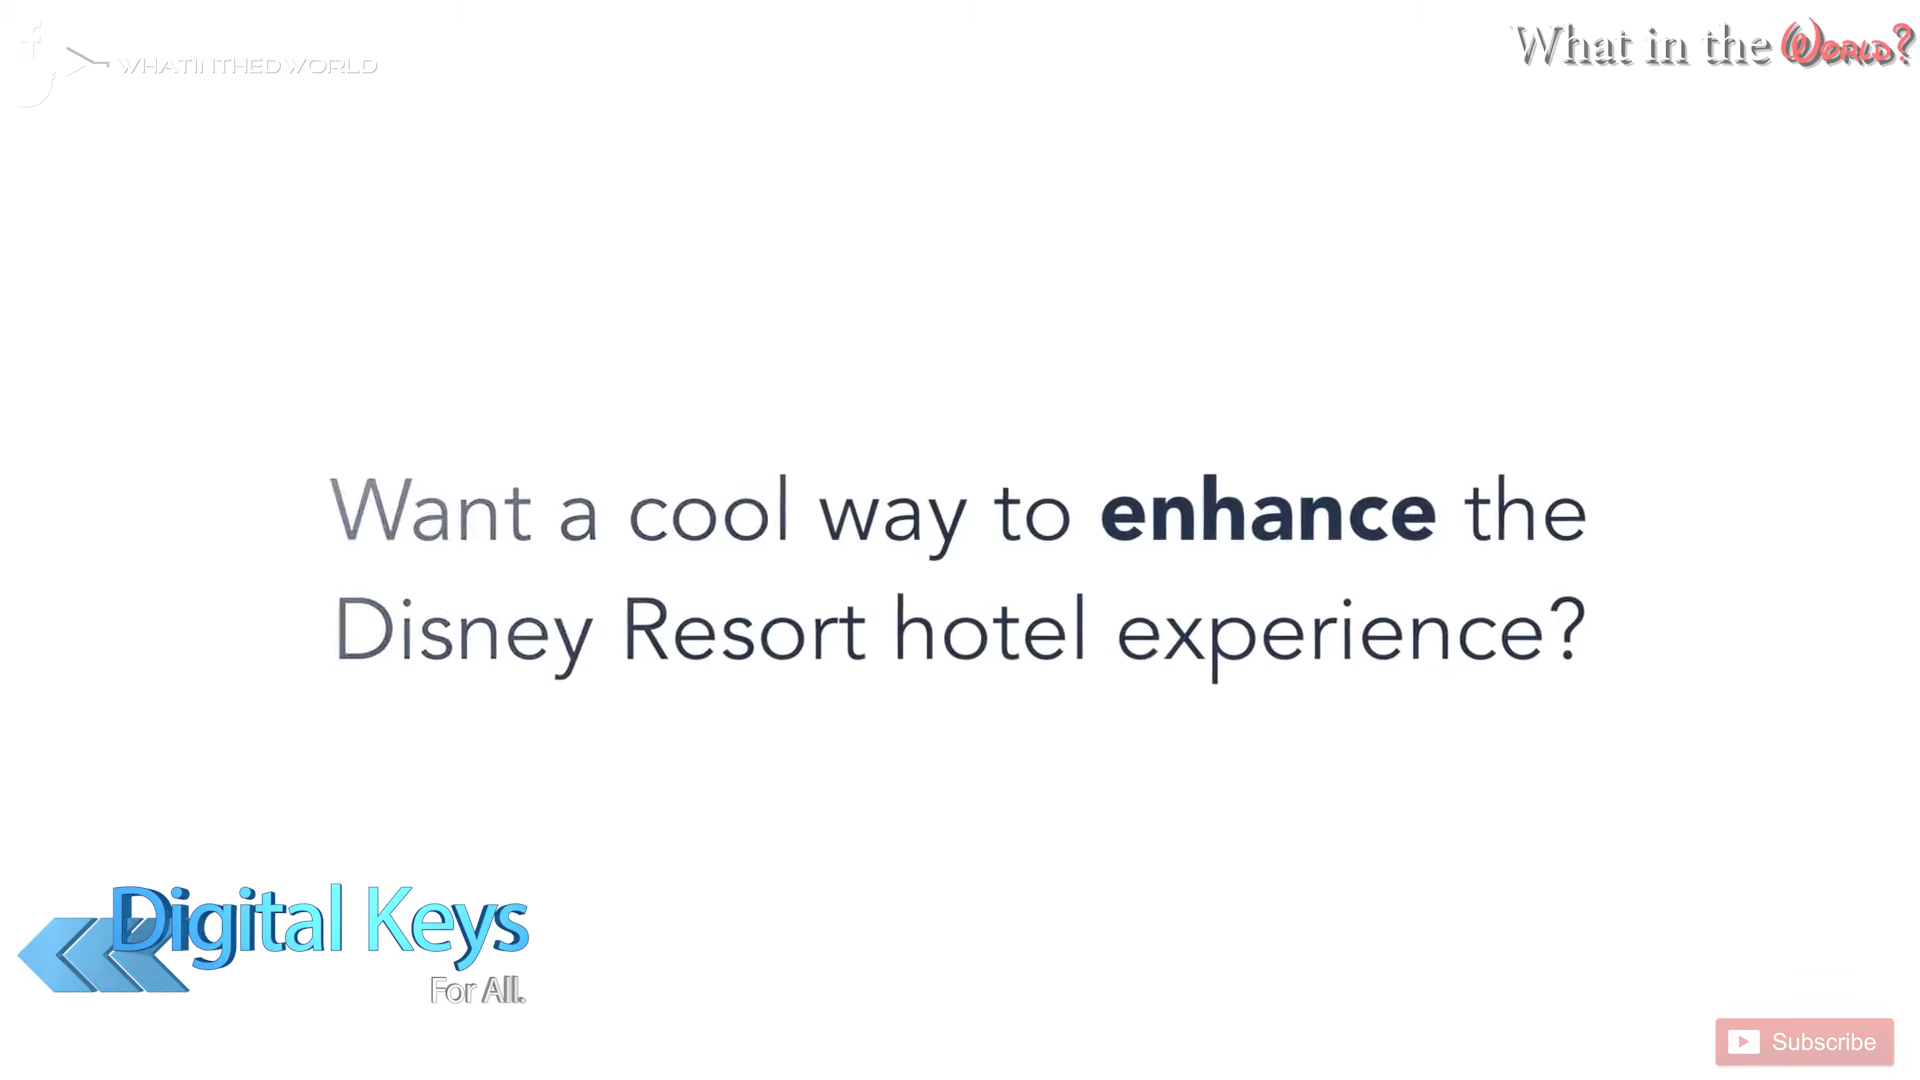 WHATINTHEDWORLD
What in the World?
Want a cool way to enhance the
Disney Resort hotel experience?
Digital Keys
For All.
Subscribe